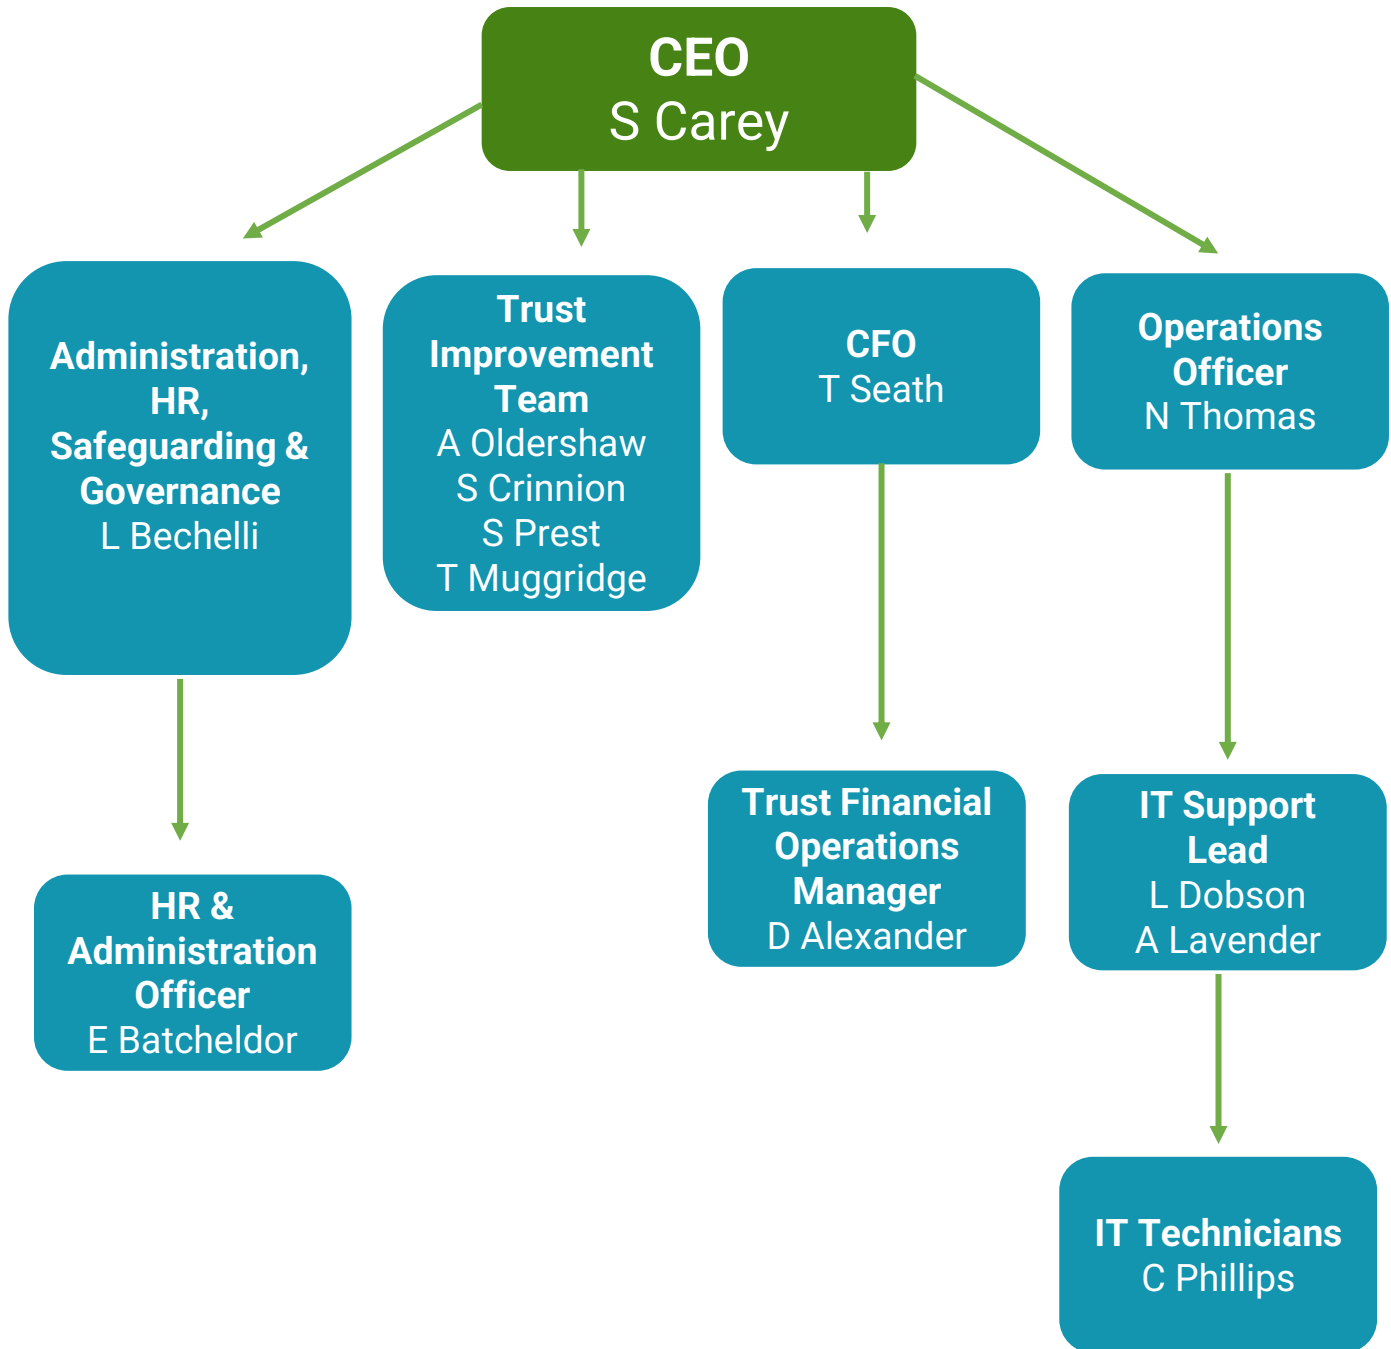 CEO
S Carey
Administration,
HR,
Safeguarding &
Governance
L Bechelli
Trust
Improvement
Team
A Oldershaw
S Crinnion
S Prest
T Muggridge
CFO
T Seath
Operations
Officer
N Thomas
HR &
Administration
Officer
E Batcheldor
Trust Financial
Operations
Manager
D Alexander
IT Support
Lead
L Dobson
A Lavender
IT Technicians
C Phillips